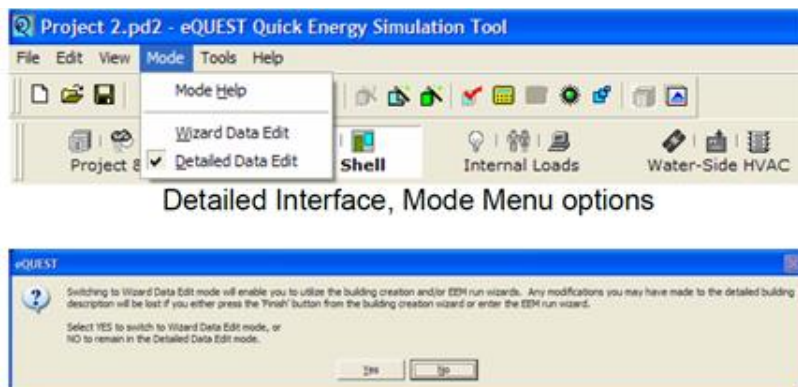 Project 2.pd2 - eQUEST Quick Energy Simulation Tool
File Edit View Mode Tools Help
Mode Help
Wizard Data Edit
Detailed Data Edit
Project & Shell Internal Loads Water-Side HVAC
Detailed Interface, Mode Menu options
eQUEST
Switching to Wizard Data Edit mode will enable you to utilize the building creation and/or EEM run wizards. Any modifications you may have made to the detailed building
description will be lost if you either press the 'Finish' button from the building creation wizard or enter the EEM run wizard.
Select YES to switch to Wizard Data Edit mode, or
NO to remain in the Detailed Data Edit mode.
Yes No